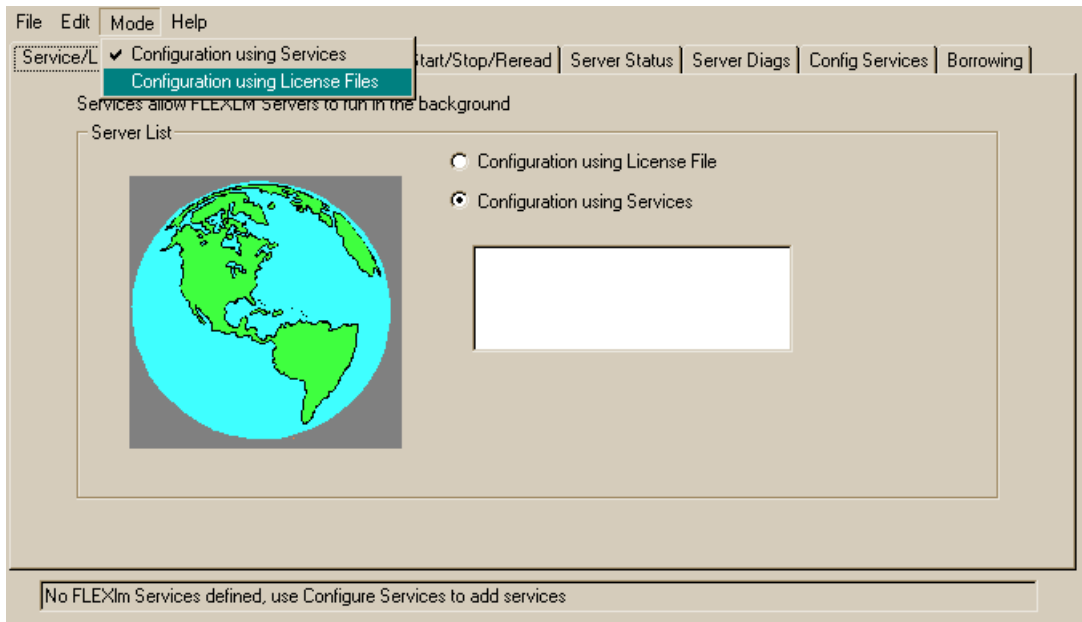 File Edit Mode Help
Service/L Start/Stop/Reread Server Status Server Diags Config Services Borrowing
Configuration using Services
Configuration using License Files
Services allow FLEXLM Servers to run in the background
Server List
Configuration using License File
Configuration using Services
No FLEXlm Services defined, use Configure Services to add services